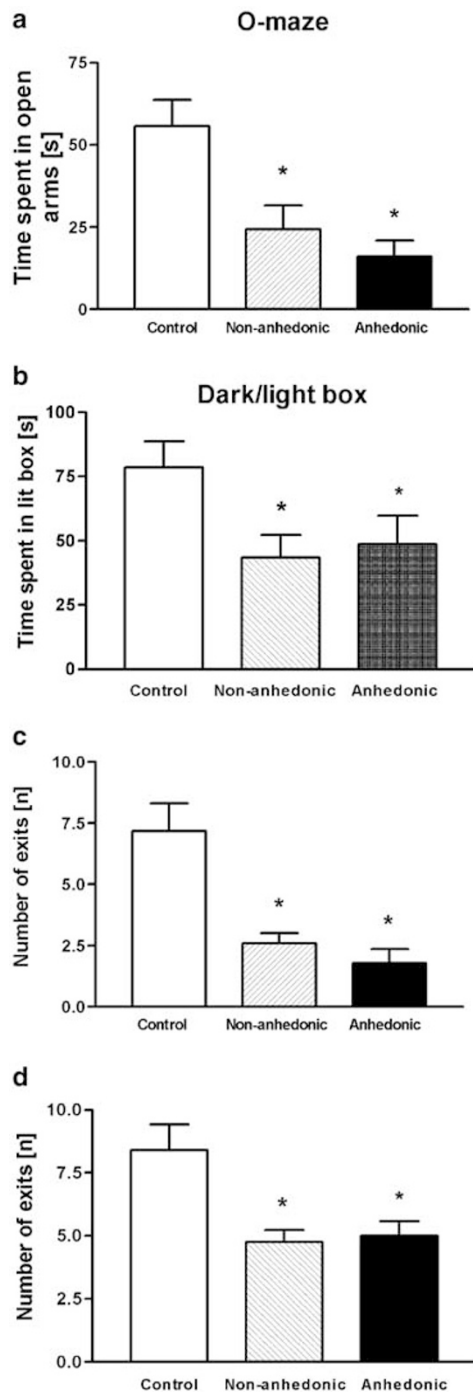 a
O-maze
Time spent in open
arms [s]
75
50
25
0
*
*
Control Non-anhedonic Anhedonic
b
Dark/light box
Time spent in lit box [s]
100
75
50
25
0
*
*
Control Non-anhedonic Anhedonic
c
Number of exits [n]
10.0
7.5
5.0
2.5
0.0
*
*
Control Non-anhedonic Anhedonic
d
Number of exits [n]
10.0
7.5
5.0
2.5
0.0
*
*
Control Non-anhedonic Anhedonic